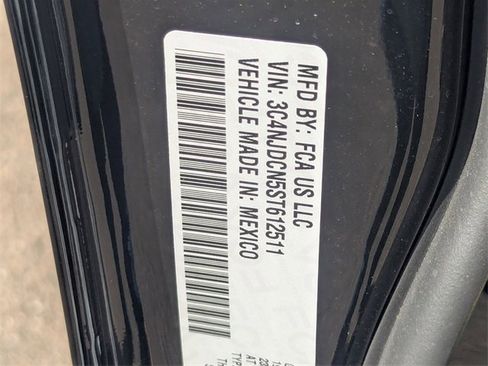 MFD BY: FCA US LLC
VIN: 3C4NJDCN5ST612511
VEHICLE MADE IN: MEXICO